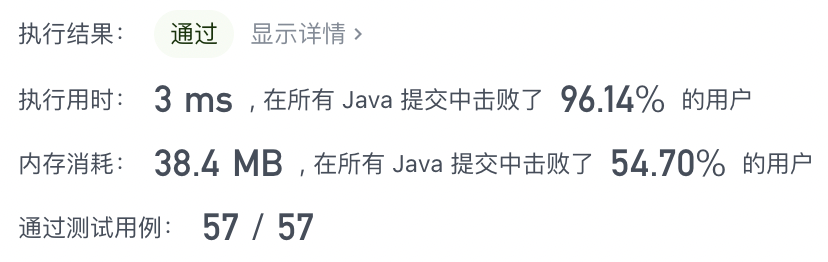 执行结果： 通过 显示详情 >
执行用时： 3 ms , 在所有 Java 提交中击败了 96.14% 的用户
内存消耗： 38.4 MB , 在所有 Java 提交中击败了 54.70% 的用户
通过测试用例： 57 / 57